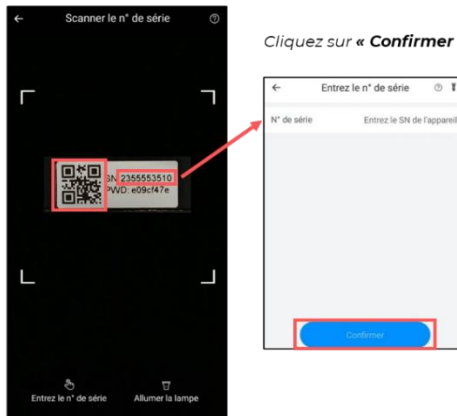 Scanner le n° de série
SN 2355553510
PWD: e09cf47e
Entrez le n° de série
Allumer la lampe
Cliquez sur « Confirmer
Entrez le n° de série
N° de série
Entrez le SN de l'appareil
Confirmer